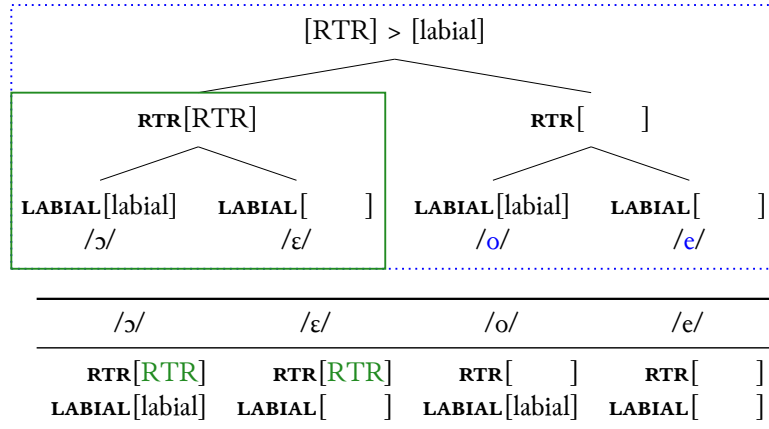 [RTR] > [labial]
RTR[RTR] RTR[ ]
LABIAL[labial] LABIAL[ ] LABIAL[labial] LABIAL[ ]
/ɔ/ /ɛ/ /o/ /e/
/ɔ/ /ɛ/ /o/ /e/
RTR[RTR] RTR[RTR] RTR[ ] RTR[ ]
LABIAL[labial] LABIAL[ ] LABIAL[labial] LABIAL[ ]